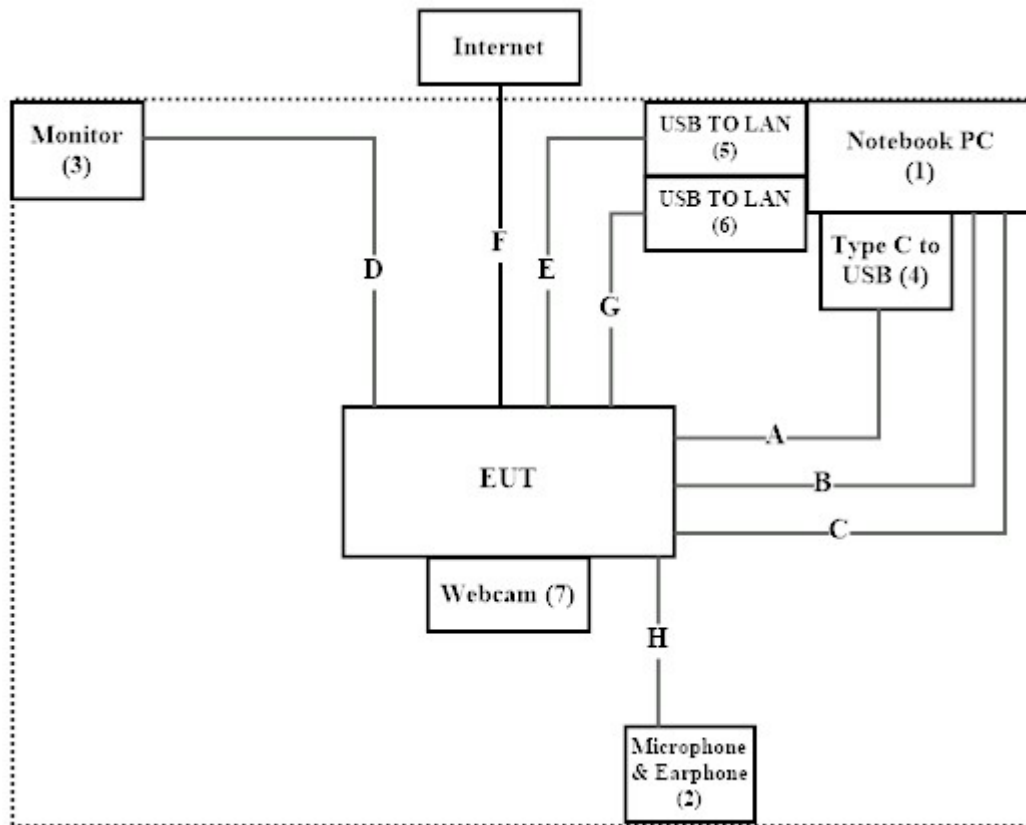 Internet
Monitor
(3)
USB TO LAN
(5)
Notebook PC
(1)
USB TO LAN
(6)
Type C to
USB (4)
D
F
E
G
A
B
C
EUT
Webcam (7)
H
Microphone
& Earphone
(2)